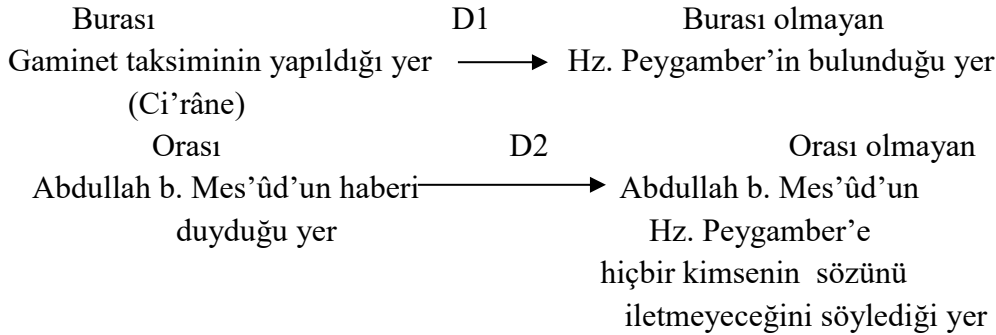 Burası D1 Burası olmayan
Gaminet taksiminin yapıldığı yer Hz. Peygamber’in bulunduğu yer
(Ci’râne)
Orası D2 Orası olmayan
Abdullah b. Mes’ûd’un haberi Abdullah b. Mes’ûd’un
duyduğu yer Hz. Peygamber’e
hiçbir kimsenin sözünü
iletmeyeceğini söylediği yer